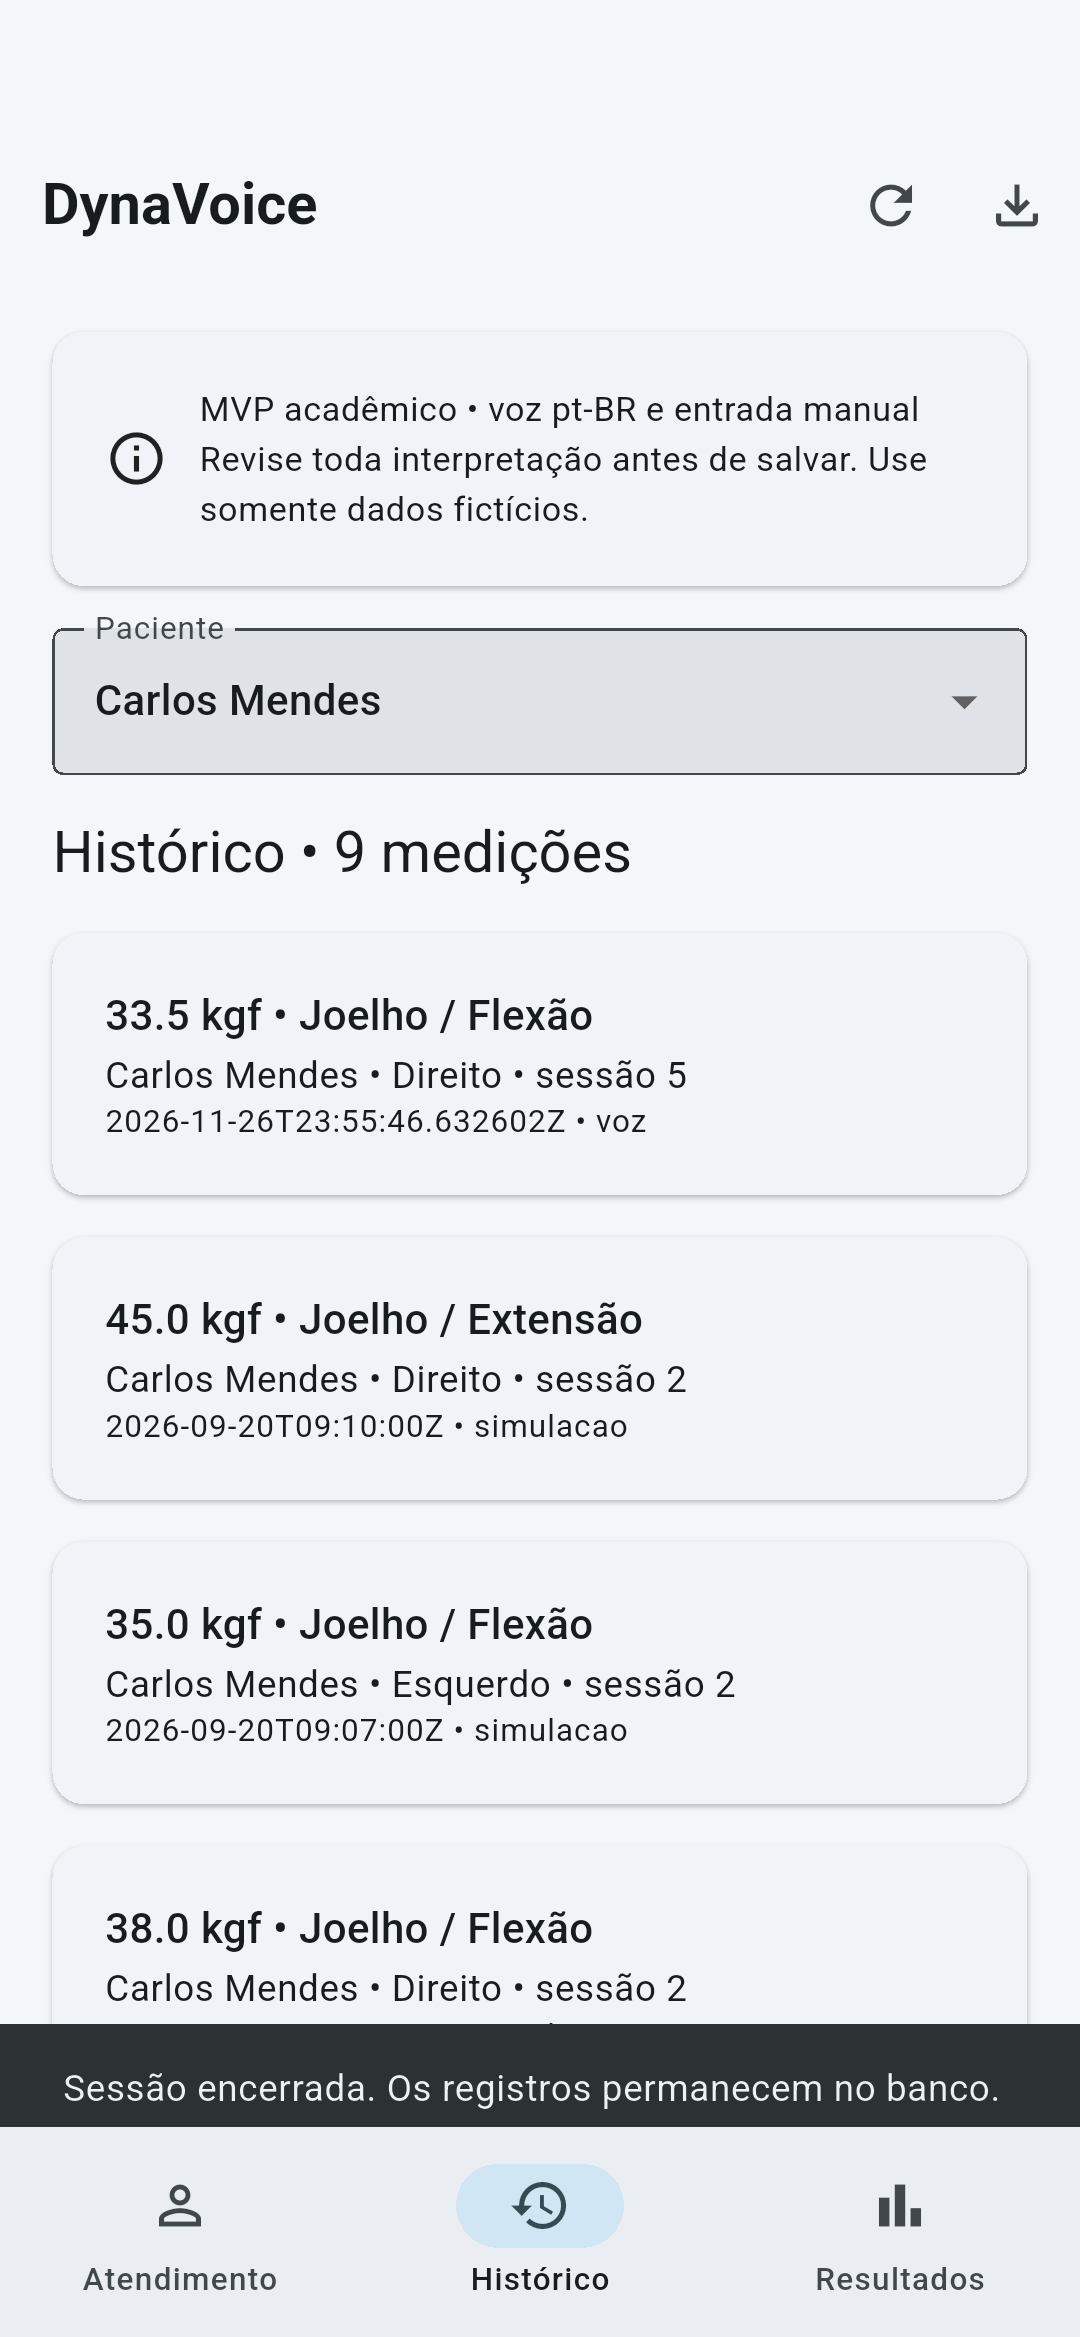 DynaVoice
MVP acadêmico • voz pt-BR e entrada manual
Revise toda interpretação antes de salvar. Use
somente dados fictícios.
Paciente
Carlos Mendes
Histórico • 9 medições
33.5 kgf • Joelho / Flexão
Carlos Mendes • Direito • sessão 5
2026-11-26T23:55:46.632602Z • voz
45.0 kgf • Joelho / Extensão
Carlos Mendes • Direito • sessão 2
2026-09-20T09:10:00Z • simulacao
35.0 kgf • Joelho / Flexão
Carlos Mendes • Esquerdo • sessão 2
2026-09-20T09:07:00Z • simulacao
38.0 kgf • Joelho / Flexão
Carlos Mendes • Direito • sessão 2
Sessão encerrada. Os registros permanecem no banco.
Atendimento
Histórico
Resultados